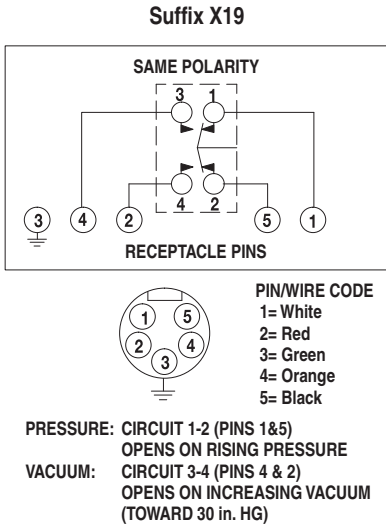 Suffix X19
SAME POLARITY
3 1
4 2
3 4 2 5 1
RECEPTACLE PINS
1 5
2 4
3
PIN/WIRE CODE
1= White
2= Red
3= Green
4= Orange
5= Black
PRESSURE: CIRCUIT 1-2 (PINS 1&5)
OPENS ON RISING PRESSURE
VACUUM: CIRCUIT 3-4 (PINS 4 & 2)
OPENS ON INCREASING VACUUM
(TOWARD 30 in. HG)